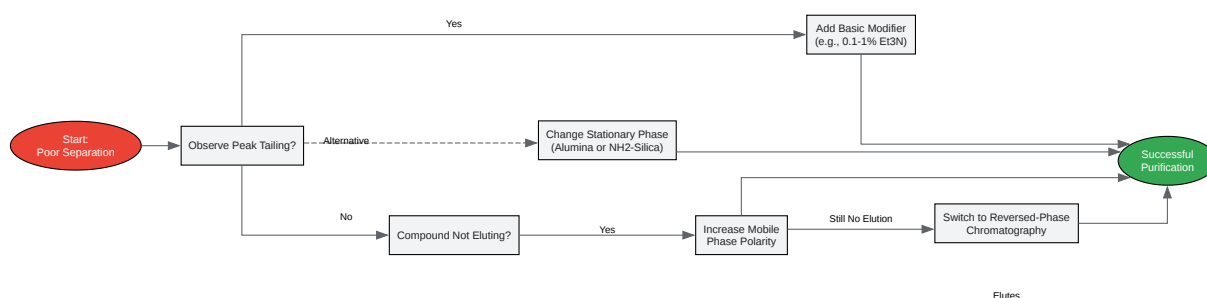 Yes
Add Basic Modifier
(e.g., 0.1-1% Et3N)
Start:
Poor Separation
Observe Peak Tailing?
Alternative
Change Stationary Phase
(Alumina or NH2-Silica)
Successful
Purification
No
Compound Not Eluting?
Yes
Increase Mobile
Phase Polarity
Still No Elution
Switch to Reversed-Phase
Chromatography
Elutes